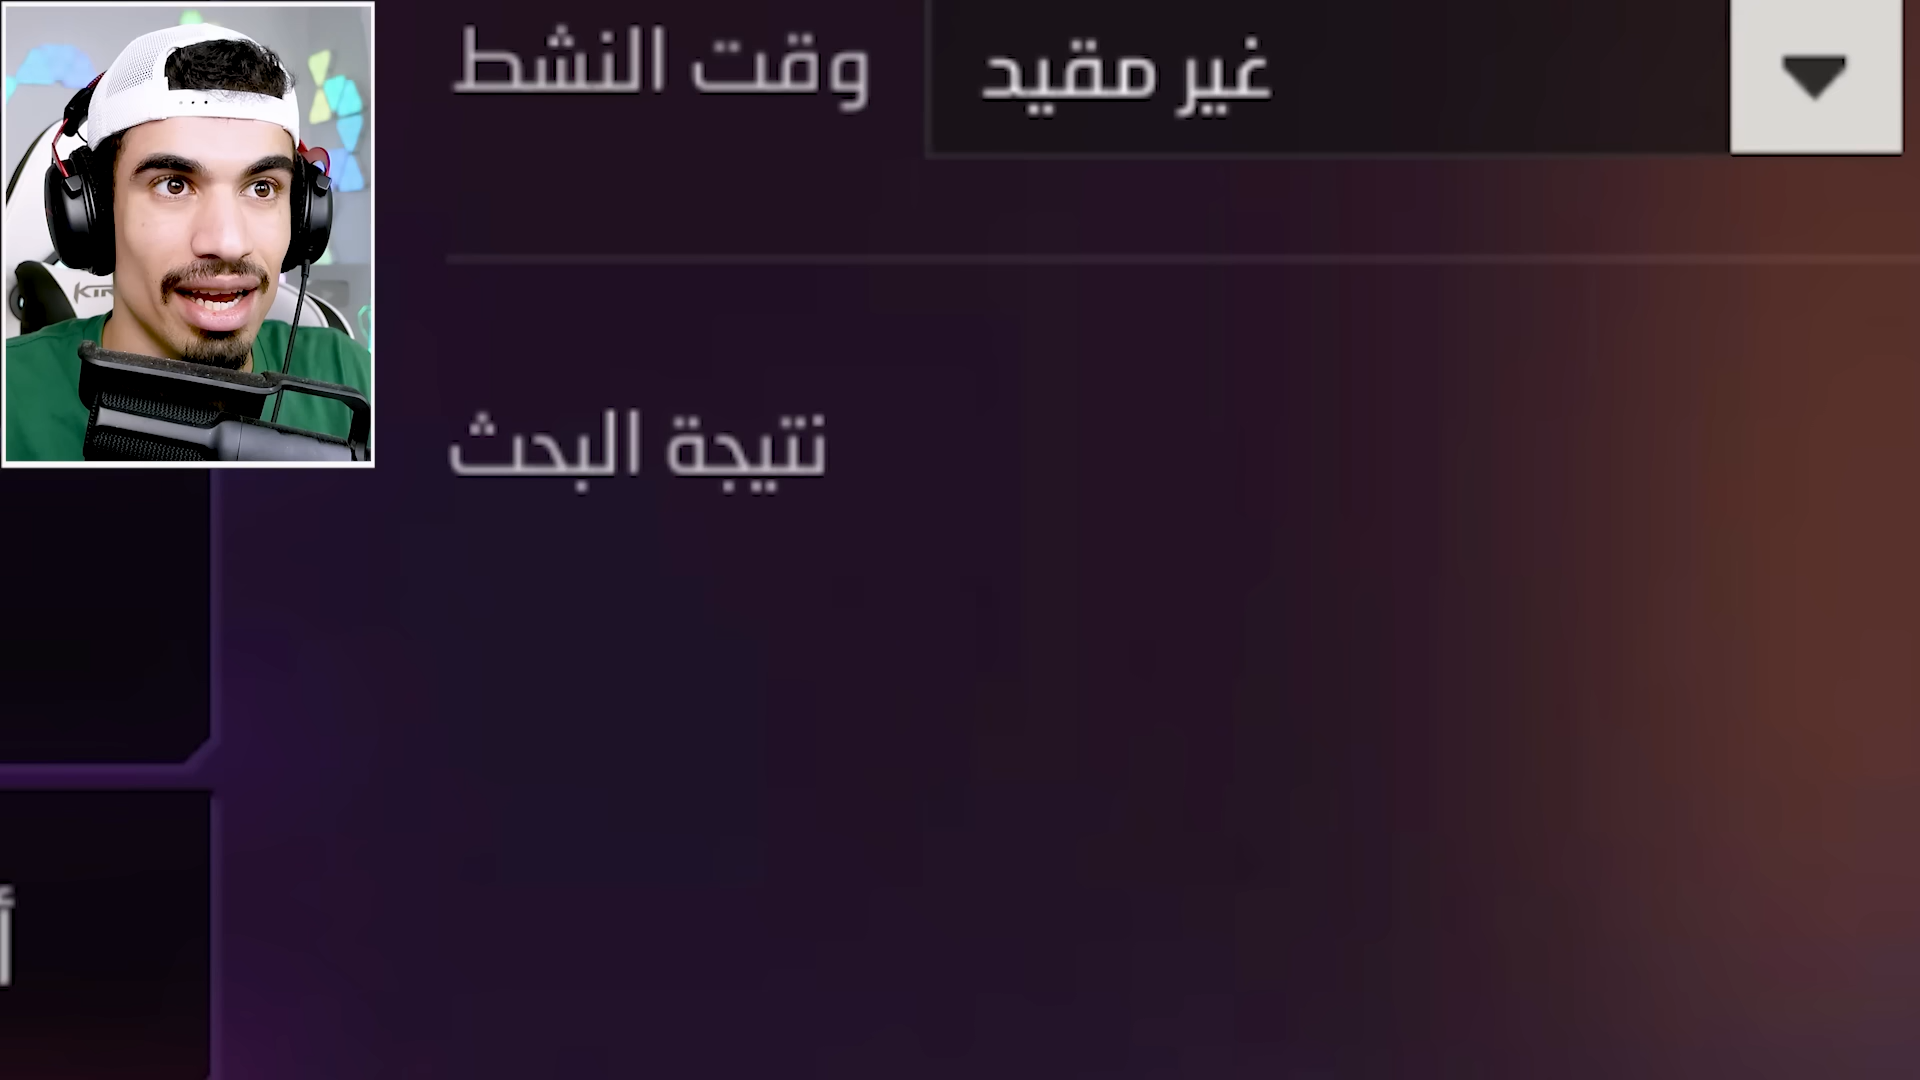 وقت النشط
غير مقيد
نتيجة البحث
أ